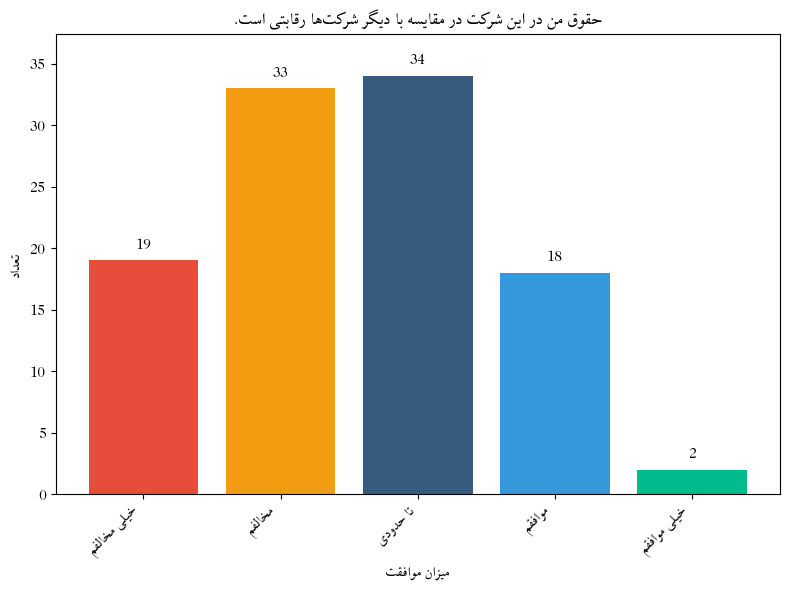 حقوق من در این شرکت در مقایسه با دیگر شرکت‌ها رقابتی است.
تعداد
35
30
25
20
15
10
5
0
19
33
34
18
2
خیلی مخالفم
مخالفم
تا حدودی
موافقم
خیلی موافقم
میزان موافقت